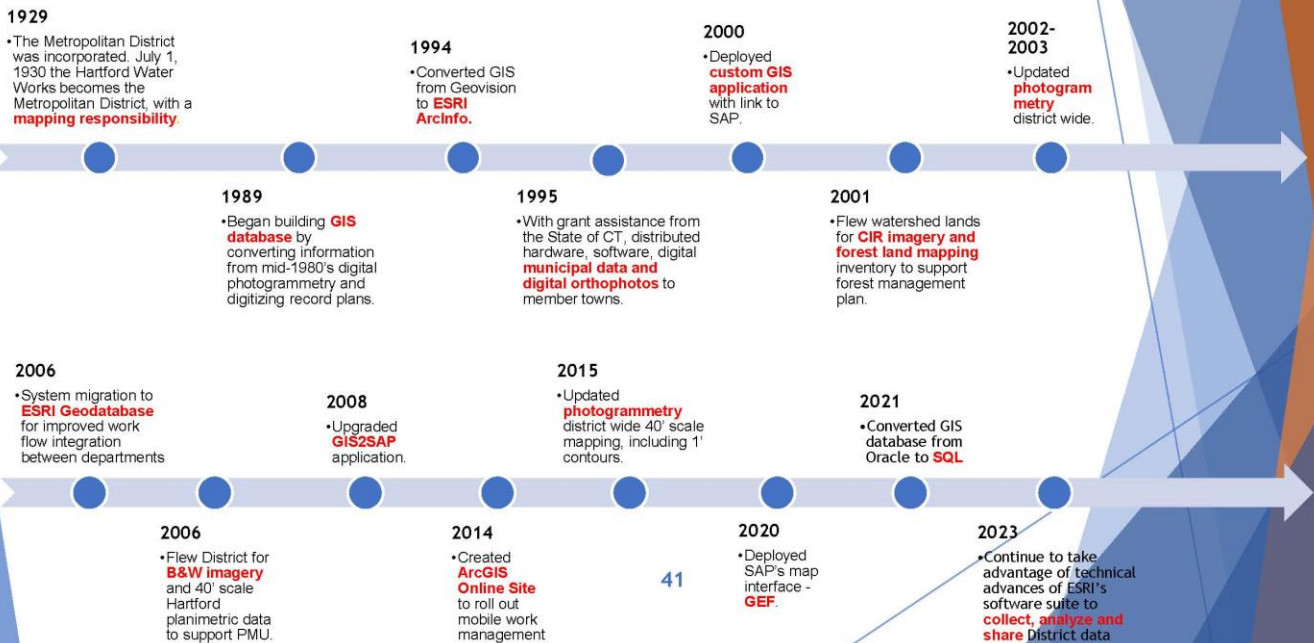 1929
•The Metropolitan District
was incorporated. July 1,
1930 the Hartford Water
Works becomes the
Metropolitan District, with a
mapping responsibility.
1989
•Began building GIS
database by
converting information
from mid-1980's digital
photogrammetry and
digitizing record plans.
1994
•Converted GIS
from Geovision
to ESRI
ArcInfo.
1995
•With grant assistance from
the State of CT, distributed
hardware, software, digital
municipal data and
digital orthophotos to
member towns.
2000
•Deployed
custom GIS
application
with link to
SAP.
2001
•Flew watershed lands
for CIR imagery and
forest land mapping
inventory to support
forest management
plan.
2002-
2003
•Updated
photogram
metry
district wide.
2006
•System migration to
ESRI Geodatabase
for improved work
flow integration
between departments
2006
•Flew District for
B&W imagery
and 40' scale
Hartford
planimetric data
to support PMU.
2008
•Upgraded
GIS2SAP
application.
2014
•Created
ArcGIS
Online Site
to roll out
mobile work
management
2015
•Updated
photogrammetry
district wide 40' scale
mapping, including 1'
contours.
2020
•Deployed
SAP's map
interface -
GEF.
2021
•Converted GIS
database from
Oracle to SQL
2023
•Continue to take
advantage of technical
advances of ESRI's
software suite to
collect, analyze and
share District data
41